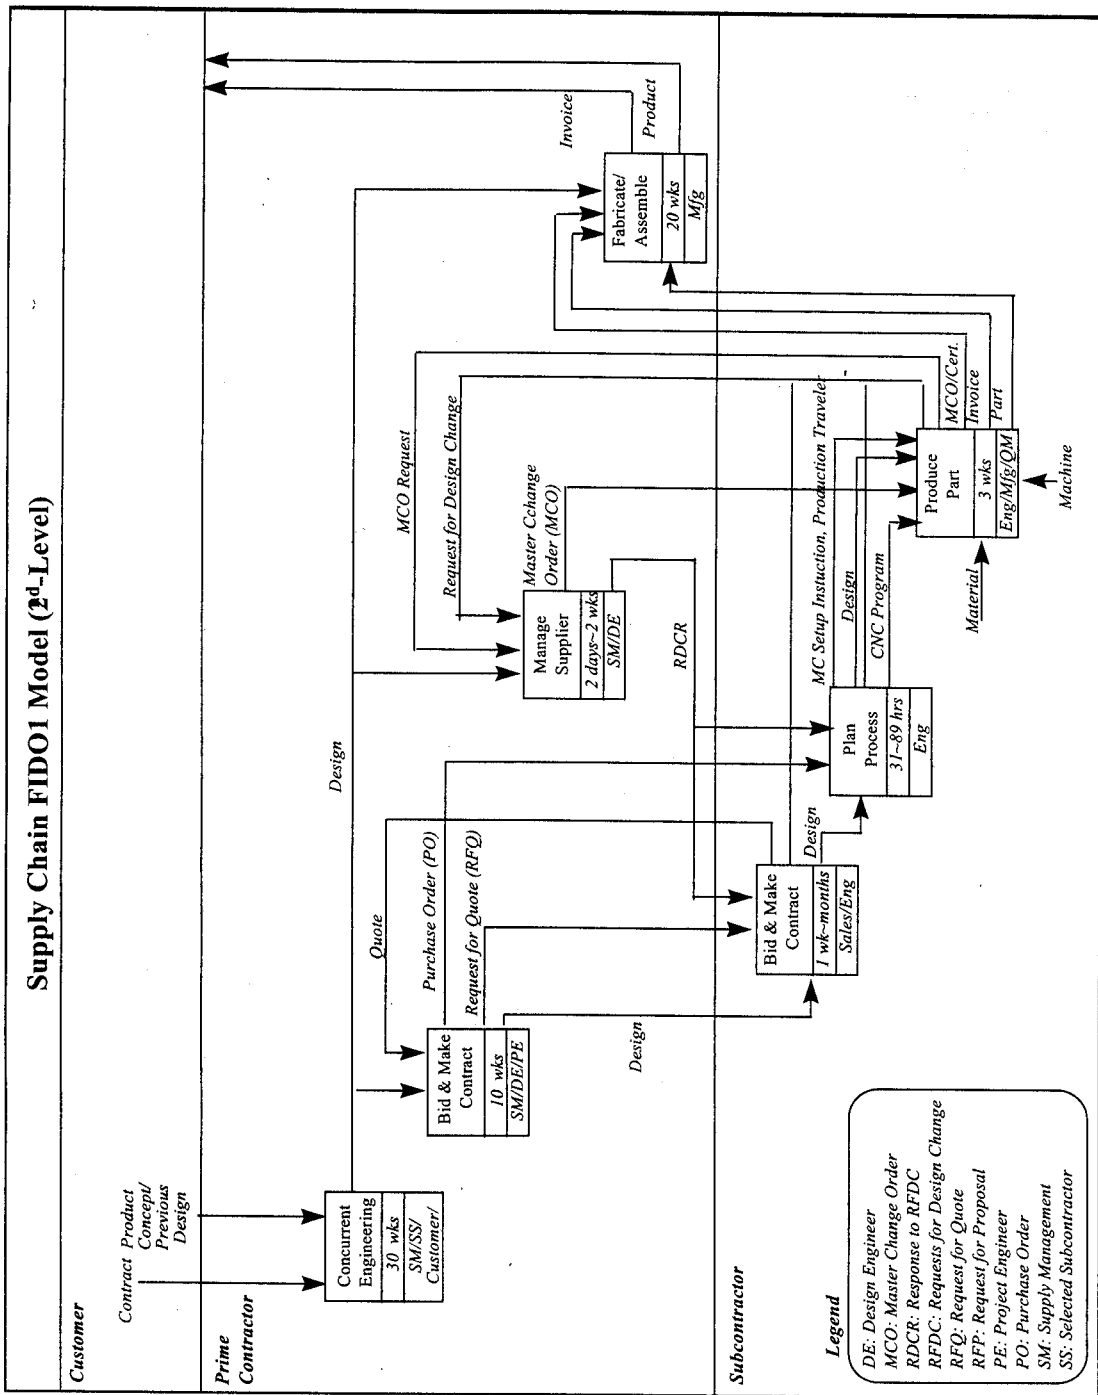 Supply Chain FIDO1 Model (2nd-Level)
Customer
Contract
Product
Concept/
Previous
Design
Prime
Contractor
Concurrent
Engineering
30 wks
SM/SS/
Customer/
Design
Bid & Make
Contract
10 wks
SM/DE/PE
Quote
Purchase Order (PO)
Request for Quote (RFQ)
Design
Manage
Supplier
2 days~2 wks
SM/DE
MCO Request
Request for Design Change
Master Cchange
Order (MCO)
RDCR
Fabricate/
Assemble
20 wks
Mfg
Invoice
Product
Subcontractor
Bid & Make
Contract
1 wk~months
Sales/Eng
Design
Plan
Process
31~89 hrs
Eng
MC Setup Instuction, Production Traveler
Design
CNC Program
Produce
Part
3 wks
Eng/Mfg/QM
MCO/Cert.
Invoice
Part
Material
Machine
Legend
DE: Design Engineer
MCO: Master Change Order
RDCR: Response to RFDC
RFDC: Requests for Design Change
RFQ: Request for Quote
RFP: Request for Proposal
PE: Project Engineer
PO: Purchase Order
SM: Supply Management
SS: Selected Subcontractor